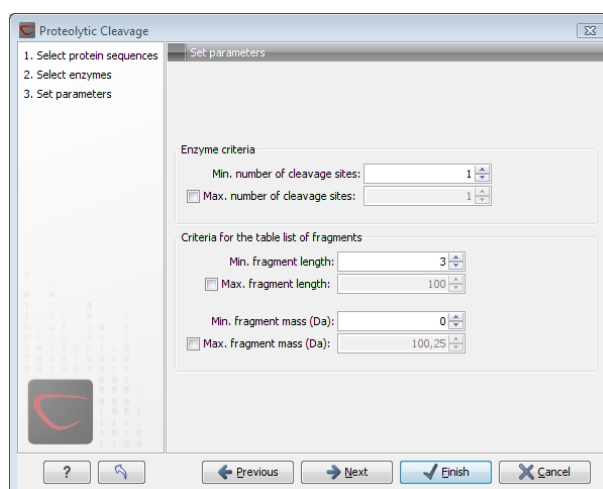 Proteolytic Cleavage
1. Select protein sequences
2. Select enzymes
3. Set parameters
Set parameters
Enzyme criteria
Min. number of cleavage sites: 1
Max. number of cleavage sites: 1
Criteria for the table list of fragments
Min. fragment length: 3
Max. fragment length: 100
Min. fragment mass (Da): 0
Max. fragment mass (Da): 100,25
? Previous Next Finish Cancel